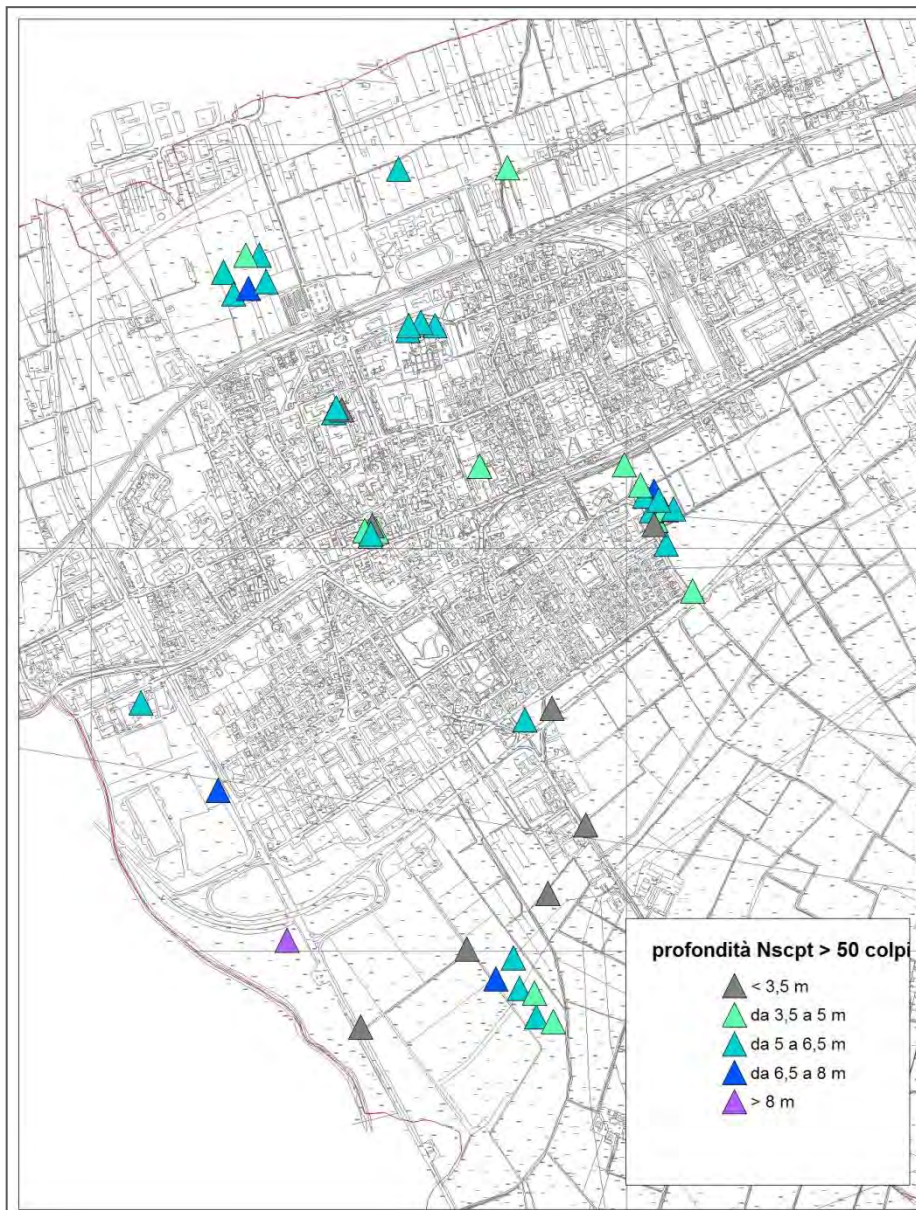 profondità Nscpt > 50 colpi
< 3,5 m
da 3,5 a 5 m
da 5 a 6,5 m
da 6,5 a 8 m
> 8 m